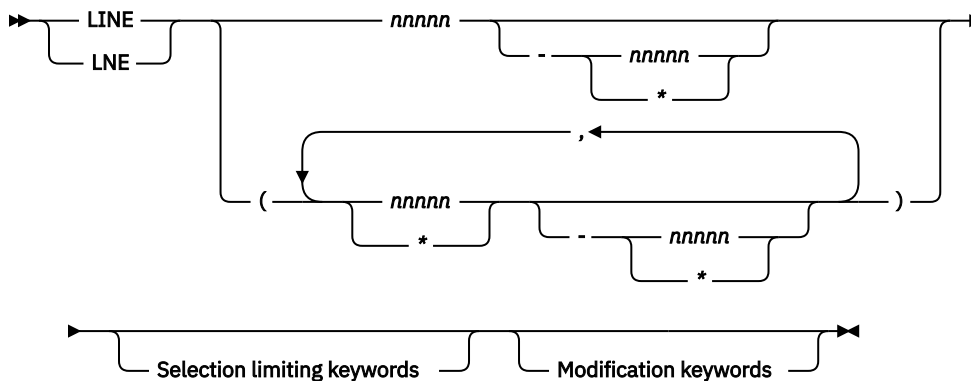 LINE nnnnn
LNE - nnnnn
*
,
( nnnnn )
* - nnnnn
*
Selection limiting keywords Modification keywords